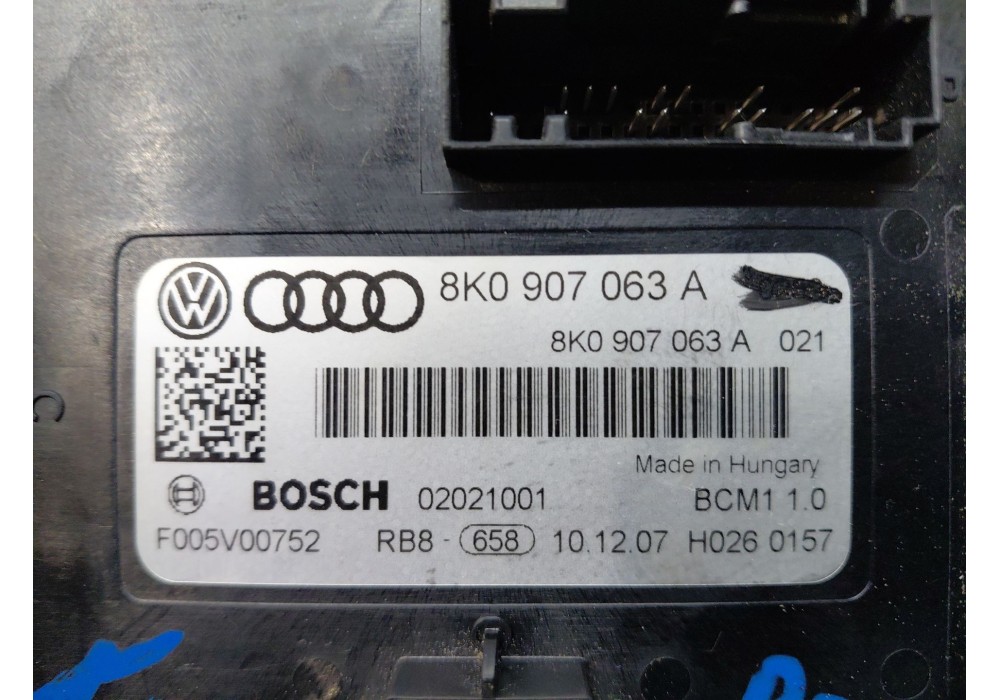 8K0 907 063 A
8K0 907 063 A 021
Made in Hungary
BOSCH 02021001 BCM1 1.0
F005V00752 RB8 - 658 10.12.07 H026 0157